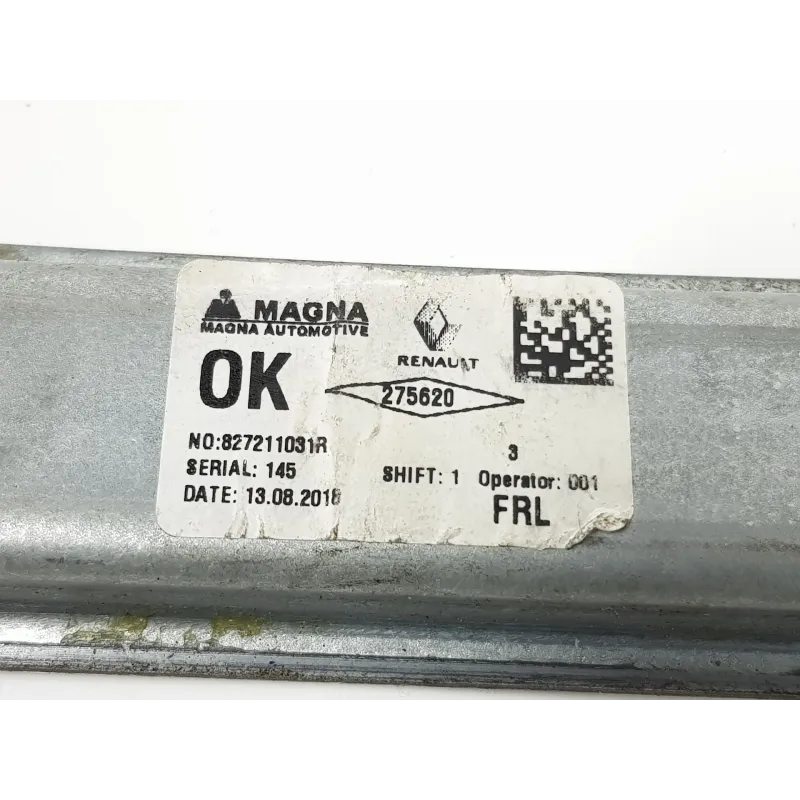 MAGNA
MAGNA AUTOMOTIVE
RENAULT
OK
275620
NO:827211031R
3
SERIAL: 145
SHIFT: 1 Operator: 001
DATE: 13.08.2018
FRL